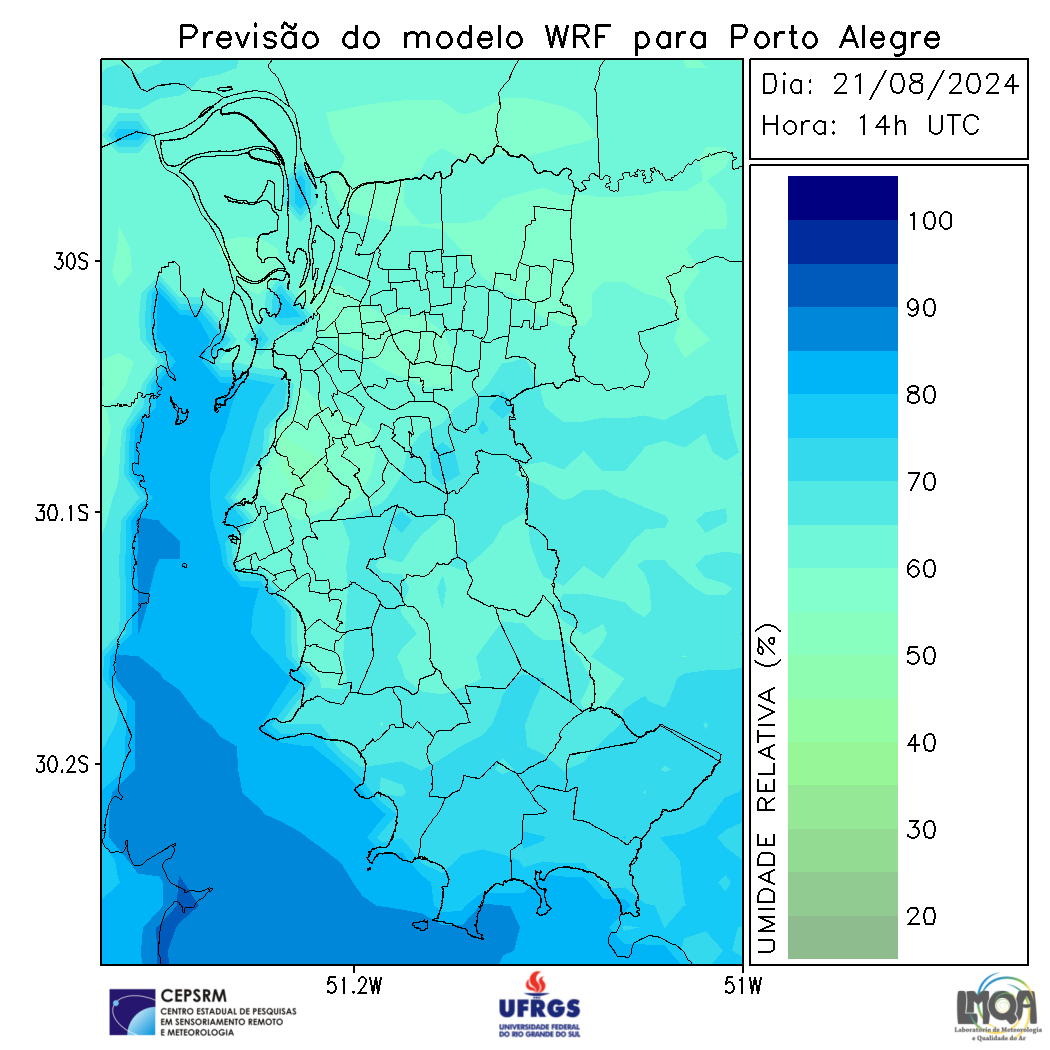 Previsão do modelo WRF para Porto Alegre
Dia: 21/08/2024
Hora: 14h UTC
100
90
80
70
60
50
40
30
20
UMIDADE RELATIVA (%)
30S
30.1S
30.2S
51.2W
51W
CEPSRM
CENTRO ESTADUAL DE PESQUISAS
EM SENSORIAMENTO REMOTO
E METEOROLOGIA
UFRGS
UNIVERSIDADE FEDERAL
DO RIO GRANDE DO SUL
LMQA
Laboratório de Meteorologia
e Qualidade do Ar